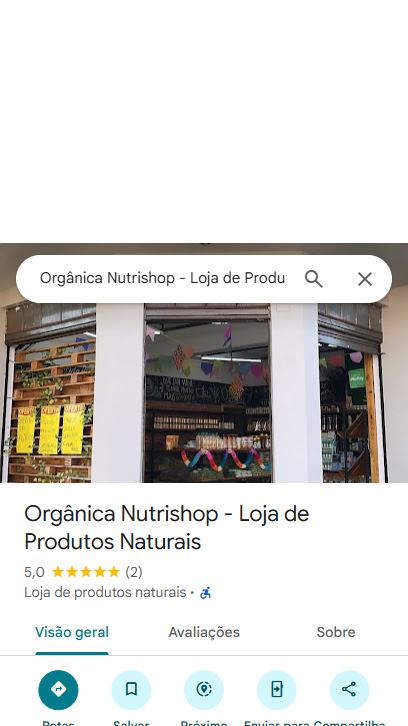 Orgânica Nutrishop - Loja de Produ
Orgânica Nutrishop - Loja de
Produtos Naturais
5,0 (2)
Loja de produtos naturais ·
Visão geral
Avaliações
Sobre
Rotas
Salvar
Próximo
Enviar para
Compartilha